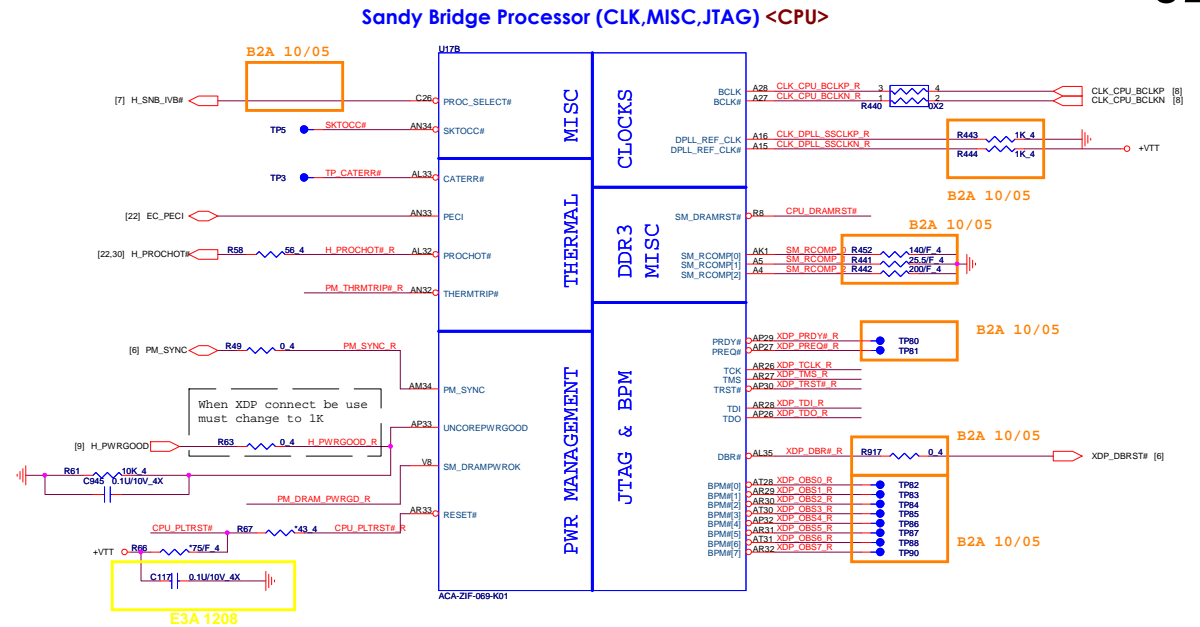 Sandy Bridge Processor (CLK,MISC,JTAG) <CPU>
B2A 10/05
U17B
[7] H_SNB_IVB#
C26
PROC_SELECT#
TP5
SKTOCC#
AN34
SKTOCC#
TP3
TP_CATERR#
AL33
CATERR#
[22] EC_PECI
AN33
PECI
[22,30] H_PROCHOT#
R58
56_4
H_PROCHOT#_R
AL32
PROCHOT#
PM_THRMTRIP#_R
AN32
THERMTRIP#
[6] PM_SYNC
R49
0_4
PM_SYNC_R
AM34
PM_SYNC
When XDP connect be use
must change to 1K
AP33
UNCOREPWRGOOD
[9] H_PWRGOOD
R63
0_4
H_PWRGOOD_R
R61
10K_4
C945
0.1U/10V_4X
V8
SM_DRAMPWROK
PM_DRAM_PWRGD_R
CPU_PLTRST#
R67
*43_4
CPU_PLTRST#_R
AR33
RESET#
+VTT
R66
*75/F_4
C117
0.1U/10V_4X
E3A 1208
MISC
THERMAL
PWR MANAGEMENT
CLOCKS
DDR3
MISC
JTAG & BPM
ACA-ZIF-069-K01
BCLK
A28
CLK_CPU_BCLKP_R
3
4
CLK_CPU_BCLKP [8]
BCLK#
A27
CLK_CPU_BCLKN_R
1
2
CLK_CPU_BCLKN [8]
R440
0X2
DPLL_REF_CLK
A16
CLK_DPLL_SSCLKP_R
R443
1K_4
DPLL_REF_CLK#
A15
CLK_DPLL_SSCLKN_R
R444
1K_4
+VTT
B2A 10/05
SM_DRAMRST#
R8
CPU_DRAMRST#
B2A 10/05
SM_RCOMP[0]
AK1
SM_RCOMP_0
R452
140/F_4
SM_RCOMP[1]
A5
SM_RCOMP_
R441
25.5/F_4
SM_RCOMP[2]
A4
SM_RCOMP_2
R442
200/F_4
PRDY#
AP29
XDP_PRDY#_R
TP80
B2A 10/05
PREQ#
AP27
XDP_PREQ#_R
TP81
TCK
AR26
XDP_TCLK_R
TMS
AR27
XDP_TMS_R
TRST#
AP30
XDP_TRST#_R
TDI
AR28
XDP_TDI_R
TDO
AP26
XDP_TDO_R
B2A 10/05
DBR#
AL35
XDP_DBR#_R
R917
0_4
XDP_DBRST# [6]
BPM#[0]
AT28
XDP_OBS0_R
TP82
BPM#[1]
AR29
XDP_OBS1_R
TP83
BPM#[2]
AR30
XDP_OBS2_R
TP84
BPM#[3]
AT30
XDP_OBS3_R
TP85
BPM#[4]
AP32
XDP_OBS4_R
TP86
BPM#[5]
AR31
XDP_OBS5_R
TP87
BPM#[6]
AT31
XDP_OBS6_R
TP88
BPM#[7]
AR32
XDP_OBS7_R
TP90
B2A 10/05